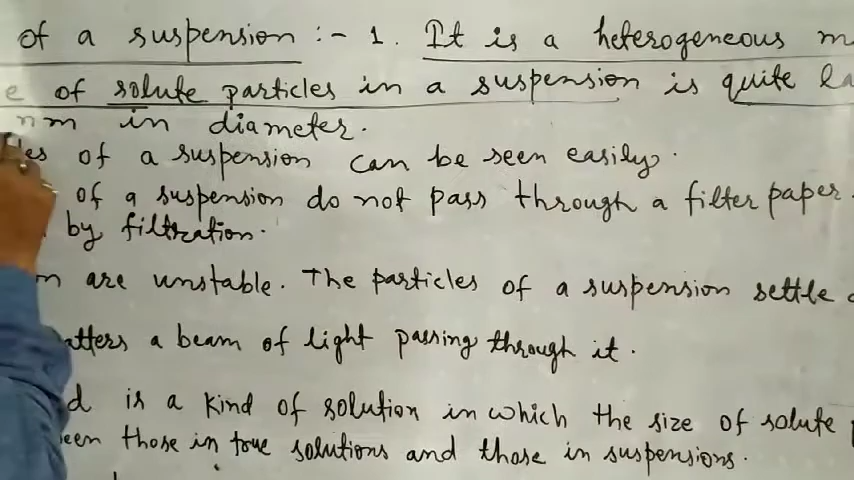 of a suspension :- 1. It is a heterogeneous m
e of solute particles in a suspension is quite la
nm in diameter.
les of a suspension can be seen easily.
of a suspension do not pass through a filter paper.
by filtration.
n are unstable. The particles of a suspension settle d
atters a beam of light passing through it.
d is a kind of solution in which the size of solute p
een those in true solutions and those in suspensions.